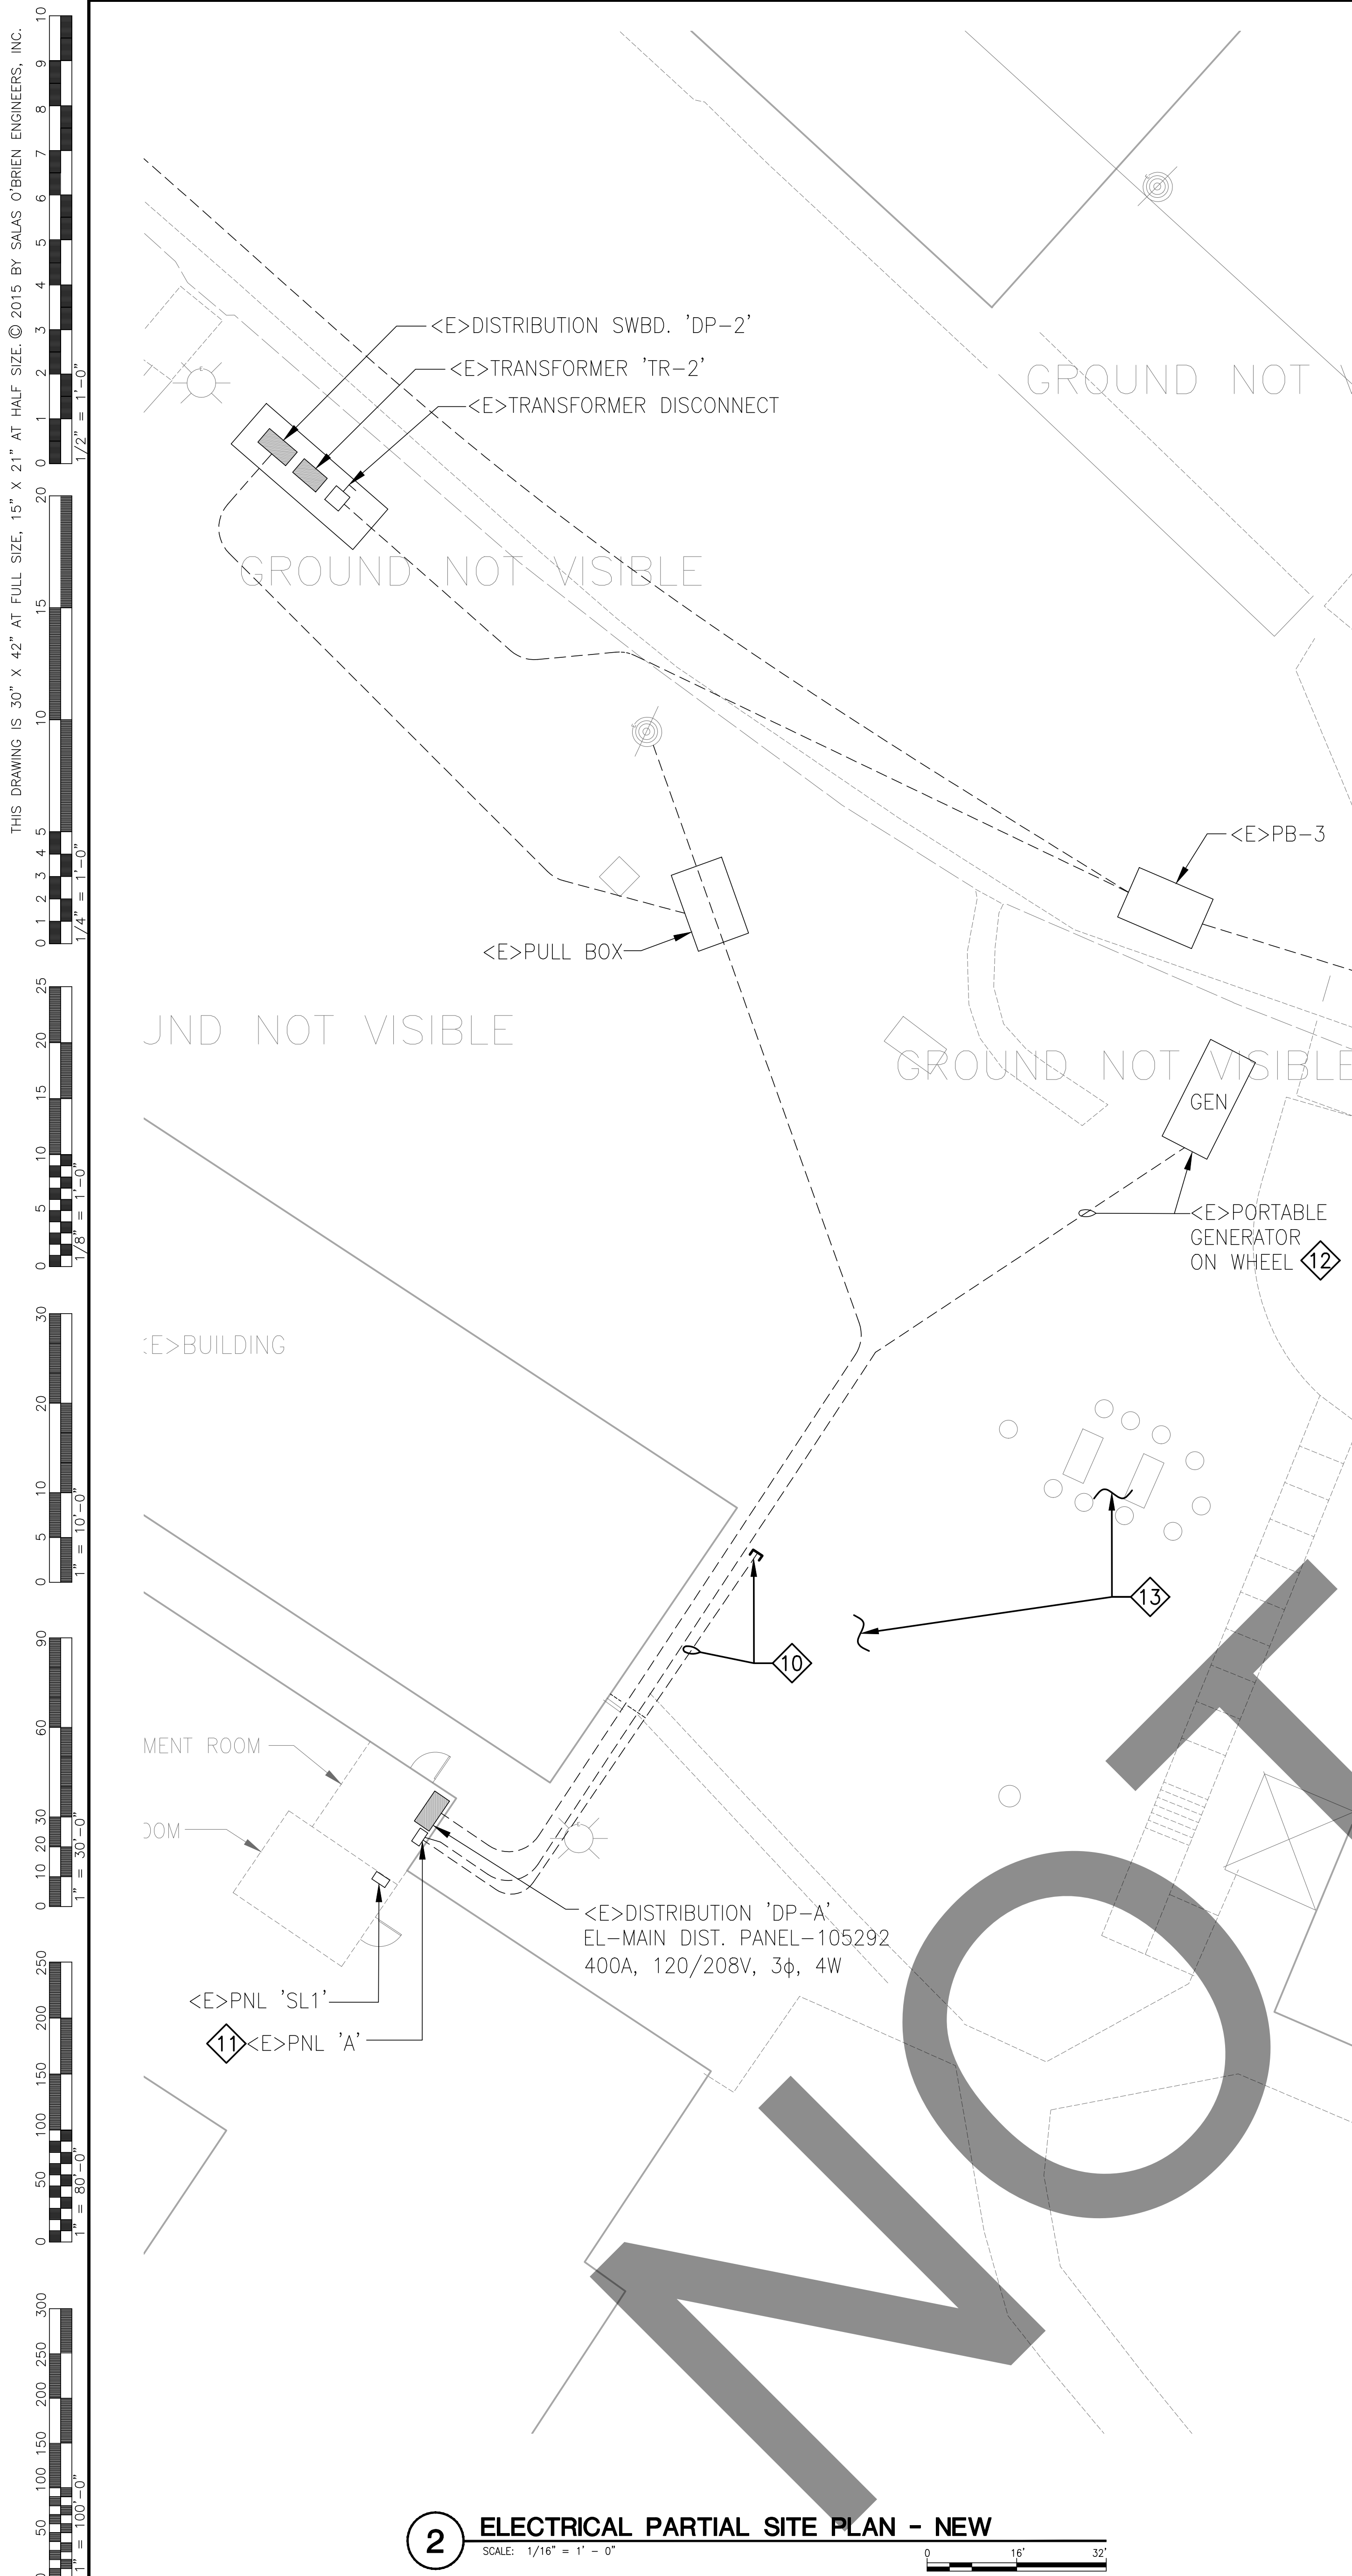 THIS DRAWING IS 30" X 42" AT FULL SIZE, 15" X 21" AT HALF SIZE. © 2015 BY SALAS O'BRIEN ENGINEERS, INC.
0 1 2 3 4 5 6 7 8 9 10
1/2" = 1'-0"
0 1 2 3 4 5 10 15 20
1/4" = 1'-0"
0 5 10 15 20 25
1/8" = 1'-0"
0 5 10 20 30
1" = 10'-0"
0 10 20 30 60 90
1" = 30'-0"
0 50 100 150 200 250
1" = 80'-0"
50 100 150 200 250 300
1" = 100'-0"
<E>DISTRIBUTION SWBD. 'DP-2'
<E>TRANSFORMER 'TR-2'
<E>TRANSFORMER DISCONNECT
GROUND NOT V
GROUND NOT VISIBLE
<E>PB-3
<E>PULL BOX
UND NOT VISIBLE
GROUND NOT VISIBLE
GEN
<E>PORTABLE
GENERATOR
ON WHEEL 12
<E>BUILDING
13
10
MENT ROOM
OOM
<E>DISTRIBUTION 'DP-A'
EL-MAIN DIST. PANEL-105292
400A, 120/208V, 3ϕ, 4W
<E>PNL 'SL1'
11 <E>PNL 'A'
NOT
2 ELECTRICAL PARTIAL SITE PLAN - NEW
SCALE: 1/16" = 1' - 0"
0 16' 32'